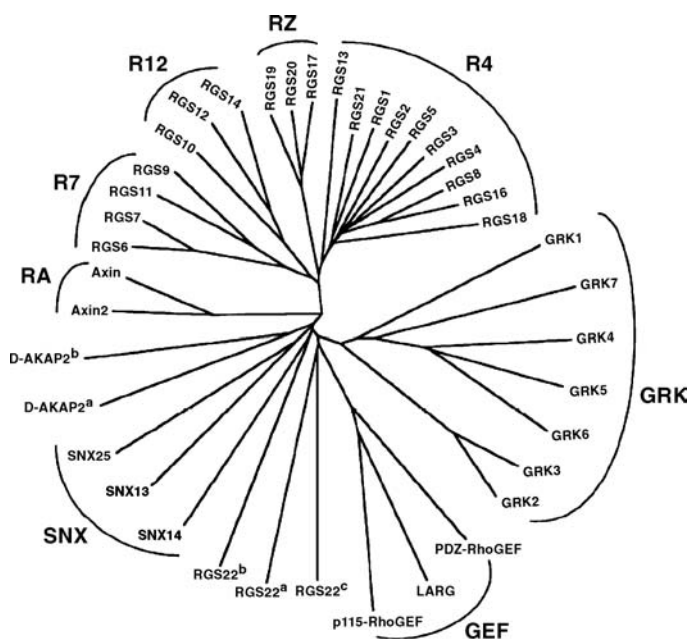 RZ
R4
R12
RGS19
RGS20
RGS17
RGS13
RGS21
RGS1
RGS2
RGS5
RGS3
RGS4
RGS8
RGS16
RGS18
RGS14
RGS12
RGS10
R7
RGS9
RGS11
RGS7
RGS6
RA
Axin
Axin2
D-AKAP2b
D-AKAP2a
SNX
SNX25
SNX13
SNX14
RGS22b
RGS22a
RGS22c
GEF
p115-RhoGEF
LARG
PDZ-RhoGEF
GRK
GRK1
GRK7
GRK4
GRK5
GRK6
GRK3
GRK2